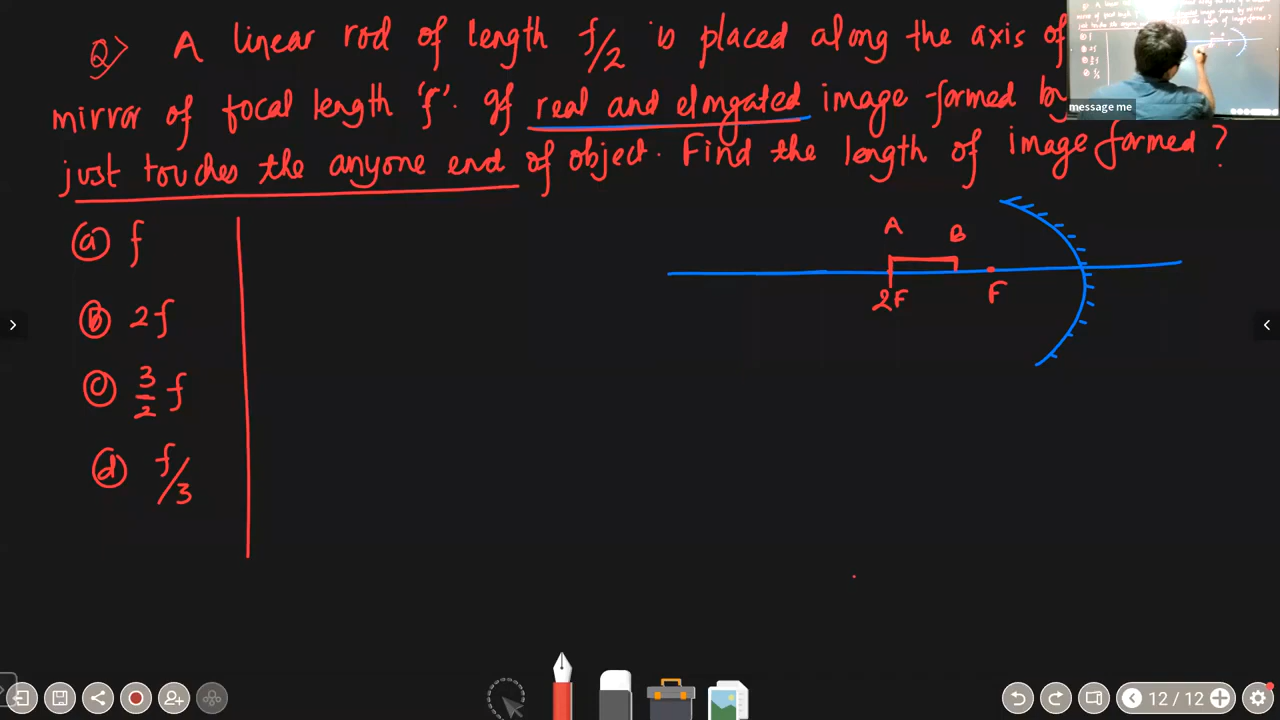 Q> A linear rod of length f/2 is placed along the axis of
mirror of focal length 'f'. If real and elongated image formed by
message me
just touches the anyone end of object. Find the length of image formed ?
(a) f
(b) 2f
(c) 3/2 f
(d) f/3
A B
2F F
12 / 12